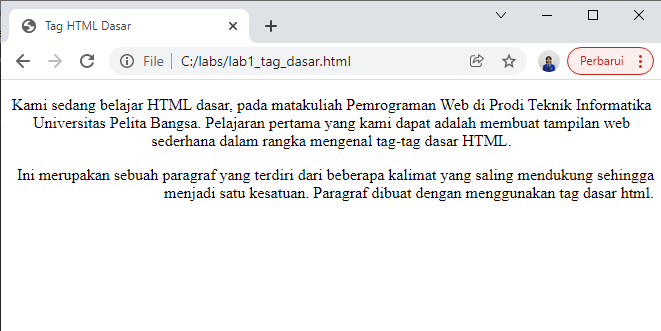 Tag HTML Dasar
File
C:/labs/lab1_tag_dasar.html
Perbarui
Kami sedang belajar HTML dasar, pada matakuliah Pemrograman Web di Prodi Teknik Informatika
Universitas Pelita Bangsa. Pelajaran pertama yang kami dapat adalah membuat tampilan web
sederhana dalam rangka mengenal tag-tag dasar HTML.
Ini merupakan sebuah paragraf yang terdiri dari beberapa kalimat yang saling mendukung sehingga
menjadi satu kesatuan. Paragraf dibuat dengan menggunakan tag dasar html.